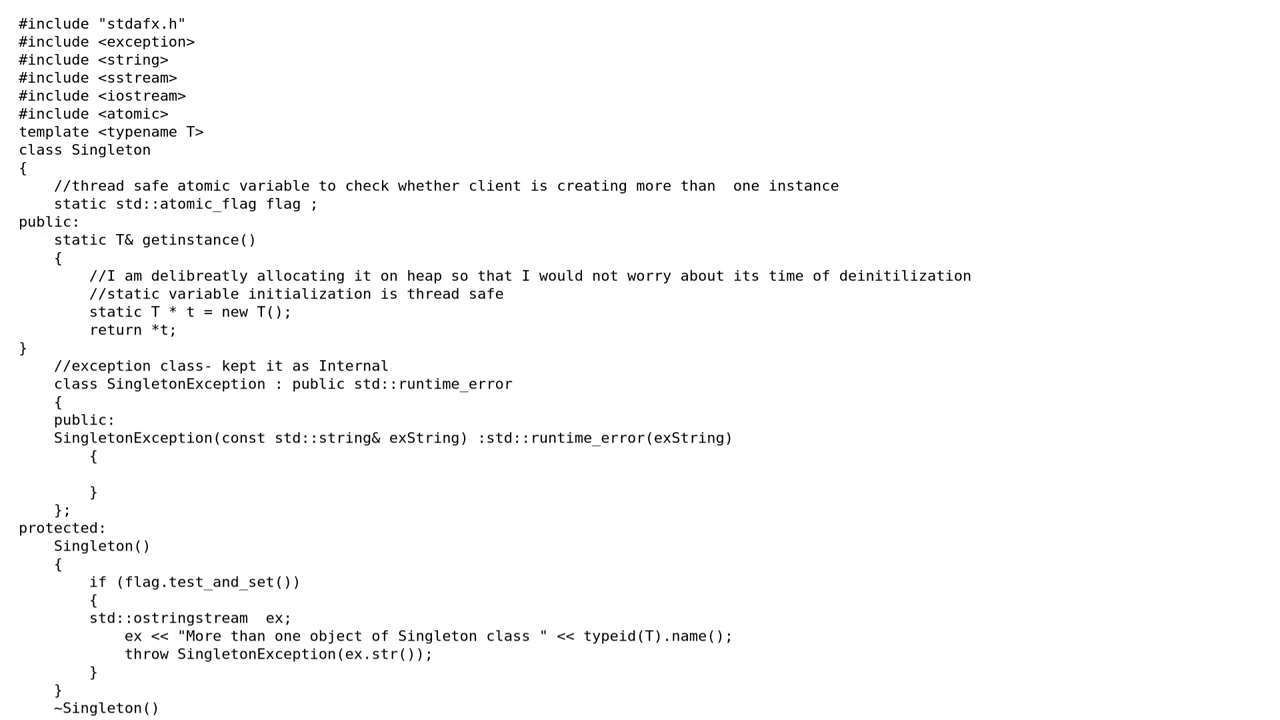 #include "stdafx.h"
#include <exception>
#include <string>
#include <sstream>
#include <iostream>
#include <atomic>
template <typename T>
class Singleton
{
    //thread safe atomic variable to check whether client is creating more than  one instance
    static std::atomic_flag flag ;
public:
    static T& getinstance()
    {
        //I am delibreatly allocating it on heap so that I would not worry about its time of deinitilization
        //static variable initialization is thread safe
        static T * t = new T();
        return *t;
}
    //exception class- kept it as Internal
    class SingletonException : public std::runtime_error
    {
    public:
    SingletonException(const std::string& exString) :std::runtime_error(exString)
        {

        }
    };
protected:
    Singleton()
    {
        if (flag.test_and_set())
        {
        std::ostringstream  ex;
            ex << "More than one object of Singleton class " << typeid(T).name();
            throw SingletonException(ex.str());
        }
    }
    ~Singleton()